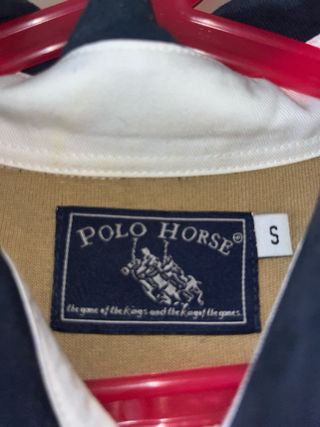 POLO HORSE®
the game of the Kings and the King of the games.
S